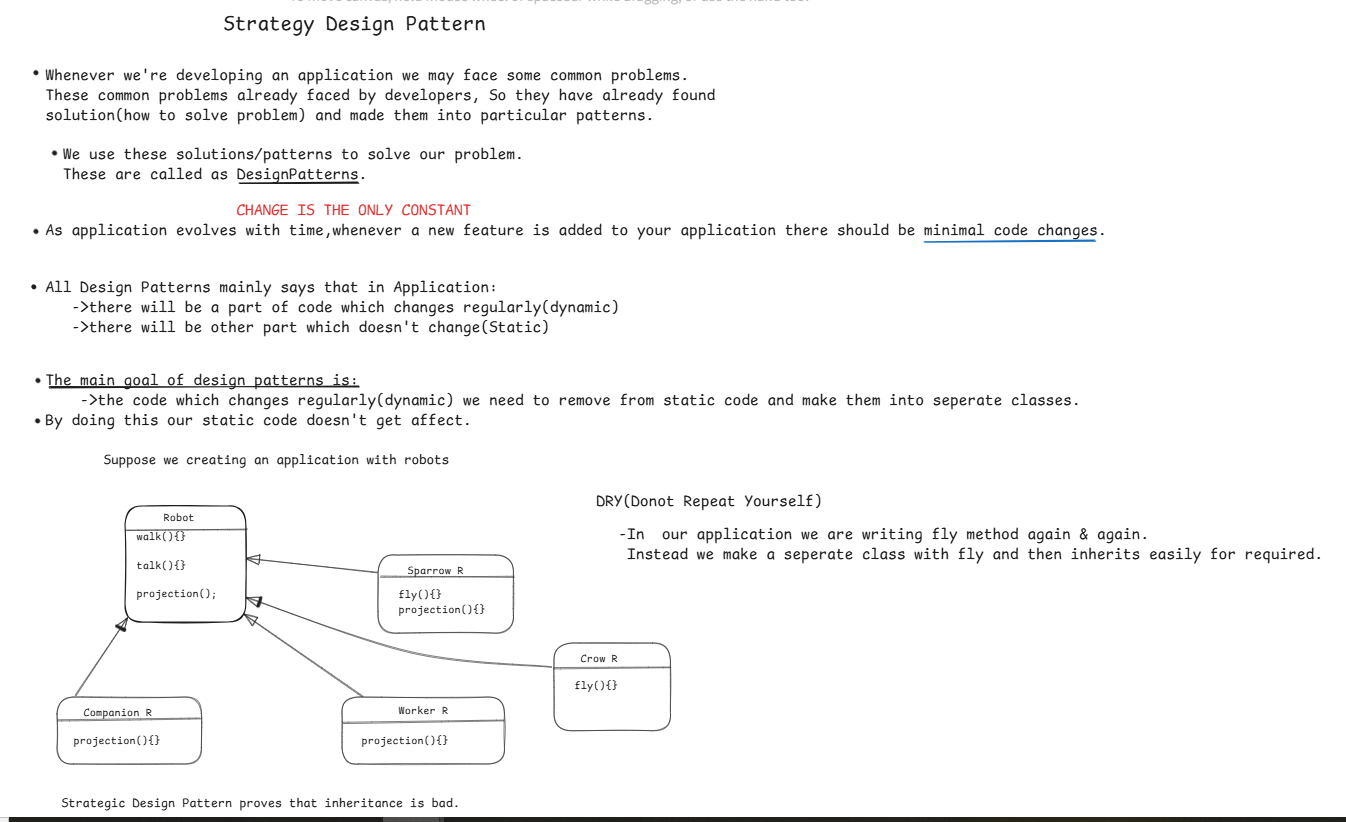 Strategy Design Pattern
Whenever we're developing an application we may face some common problems.
These common problems already faced by developers, So they have already found
solution(how to solve problem) and made them into particular patterns.
We use these solutions/patterns to solve our problem.
These are called as DesignPatterns.
CHANGE IS THE ONLY CONSTANT
As application evolves with time,whenever a new feature is added to your application there should be minimal code changes.
All Design Patterns mainly says that in Application:
->there will be a part of code which changes regularly(dynamic)
->there will be other part which doesn't change(Static)
The main goal of design patterns is:
->the code which changes regularly(dynamic) we need to remove from static code and make them into seperate classes.
By doing this our static code doesn't get affect.
Suppose we creating an application with robots
DRY(Donot Repeat Yourself)
-In our application we are writing fly method again & again.
Instead we make a seperate class with fly and then inherits easily for required.
Robot
walk(){}
talk(){}
projection();
Sparrow R
fly(){}
projection(){}
Crow R
fly(){}
Companion R
projection(){}
Worker R
projection(){}
Strategic Design Pattern proves that inheritance is bad.